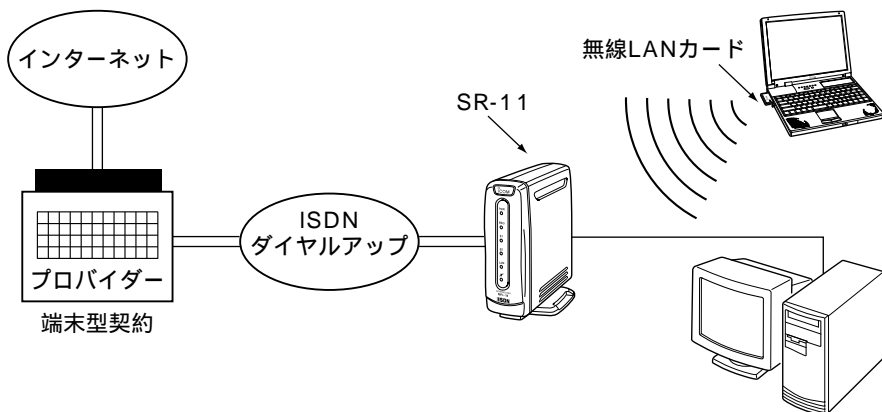 インターネット
無線LANカード
SR-11
ICOM
ISDN
ダイヤルアップ
プロバイダー
端末型契約